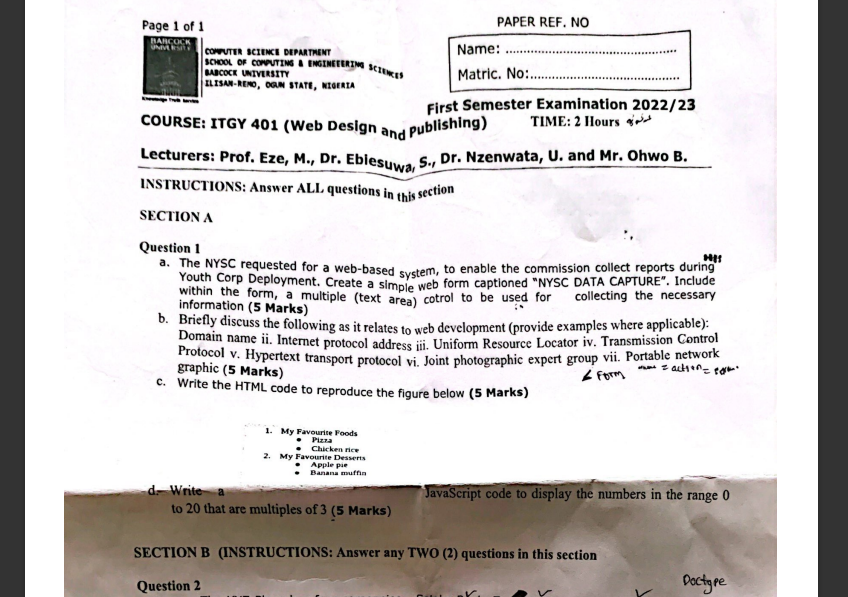 Page 1 of 1
PAPER REF. NO
BABCOCK
UNIVERSITY
COMPUTER SCIENCE DEPARTMENT
SCHOOL OF COMPUTING & ENGINEERING SCIENCES
BABCOCK UNIVERSITY
ILISAN-REMO, OGUN STATE, NIGERIA
Name: ..........................................
Matric. No:........................................
First Semester Examination 2022/23
COURSE: ITGY 401 (Web Design and Publishing)
TIME: 2 Hours
Lecturers: Prof. Eze, M., Dr. Ebiesuwa, S., Dr. Nzenwata, U. and Mr. Ohwo B.
INSTRUCTIONS: Answer ALL questions in this section
SECTION A
Question 1
a. The NYSC requested for a web-based system, to enable the commission collect reports during
Youth Corp Deployment. Create a simple web form captioned “NYSC DATA CAPTURE”. Include
within the form, a multiple (text area) cotrol to be used for collecting the necessary
information (5 Marks)
b. Briefly discuss the following as it relates to web development (provide examples where applicable):
Domain name ii. Internet protocol address iii. Uniform Resource Locator iv. Transmission Control
Protocol v. Hypertext transport protocol vi. Joint photographic expert group vii. Portable network
graphic (5 Marks)
< Form = action =
c. Write the HTML code to reproduce the figure below (5 Marks)
1. My Favourite Foods
• Pizza
• Chicken rice
2. My Favourite Desserts
• Apple pie
• Banana muffin
d. Write a JavaScript code to display the numbers in the range 0
to 20 that are multiples of 3 (5 Marks)
SECTION B (INSTRUCTIONS: Answer any TWO (2) questions in this section
Question 2
Doctype